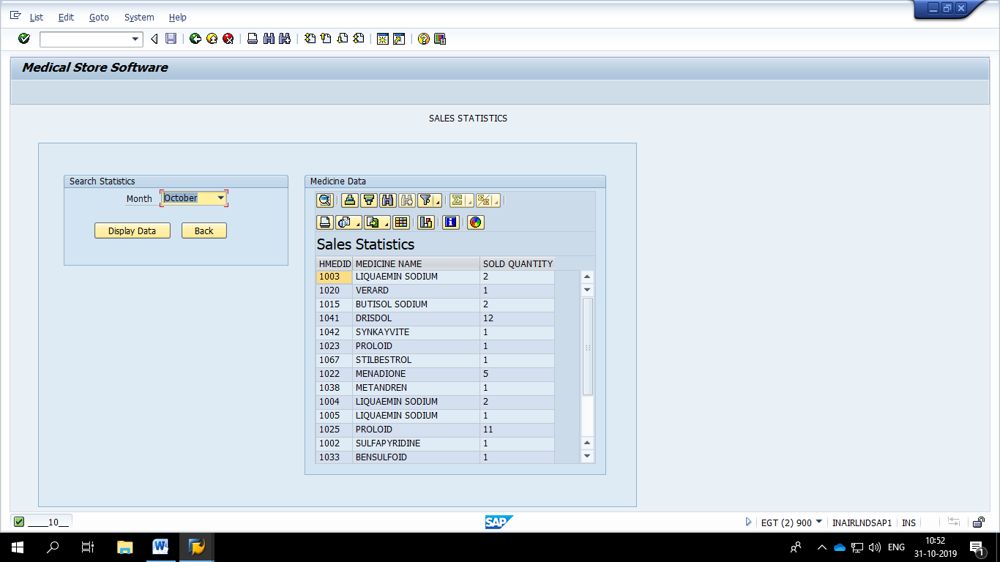 List Edit Goto System Help
Medical Store Software
SALES STATISTICS
Search Statistics
Month October
Display Data Back
Medicine Data
Sales Statistics
HMEDID MEDICINE NAME SOLD QUANTITY
1003 LIQUAEMIN SODIUM 2
1020 VERARD 1
1015 BUTISOL SODIUM 2
1041 DRISDOL 12
1042 SYNKAYVITE 1
1023 PROLOID 1
1067 STILBESTROL 1
1022 MENADIONE 5
1038 METANDREN 1
1004 LIQUAEMIN SODIUM 2
1005 LIQUAEMIN SODIUM 1
1025 PROLOID 11
1002 SULFAPYRIDINE 1
1033 BENSULFOID 1
____10__ SAP EGT (2) 900 INAIRLNDSAP1 INS
ENG 10:52
31-10-2019 1